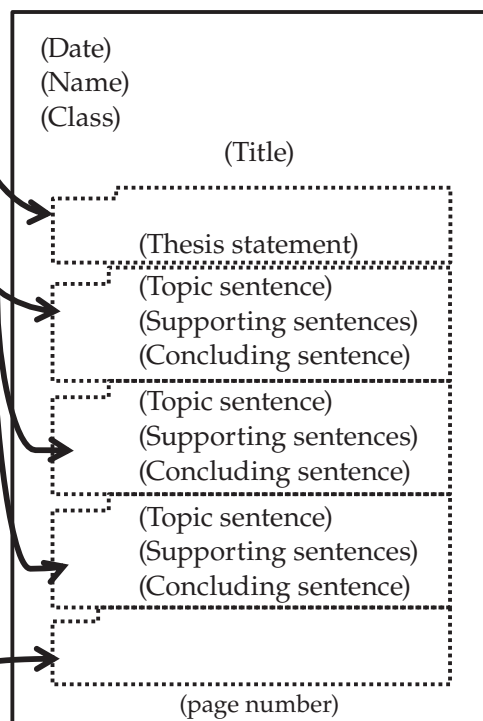 (Date)
(Name)
(Class)
(Title)
(Thesis statement)
(Topic sentence)
(Supporting sentences)
(Concluding sentence)
(Topic sentence)
(Supporting sentences)
(Concluding sentence)
(Topic sentence)
(Supporting sentences)
(Concluding sentence)
(page number)